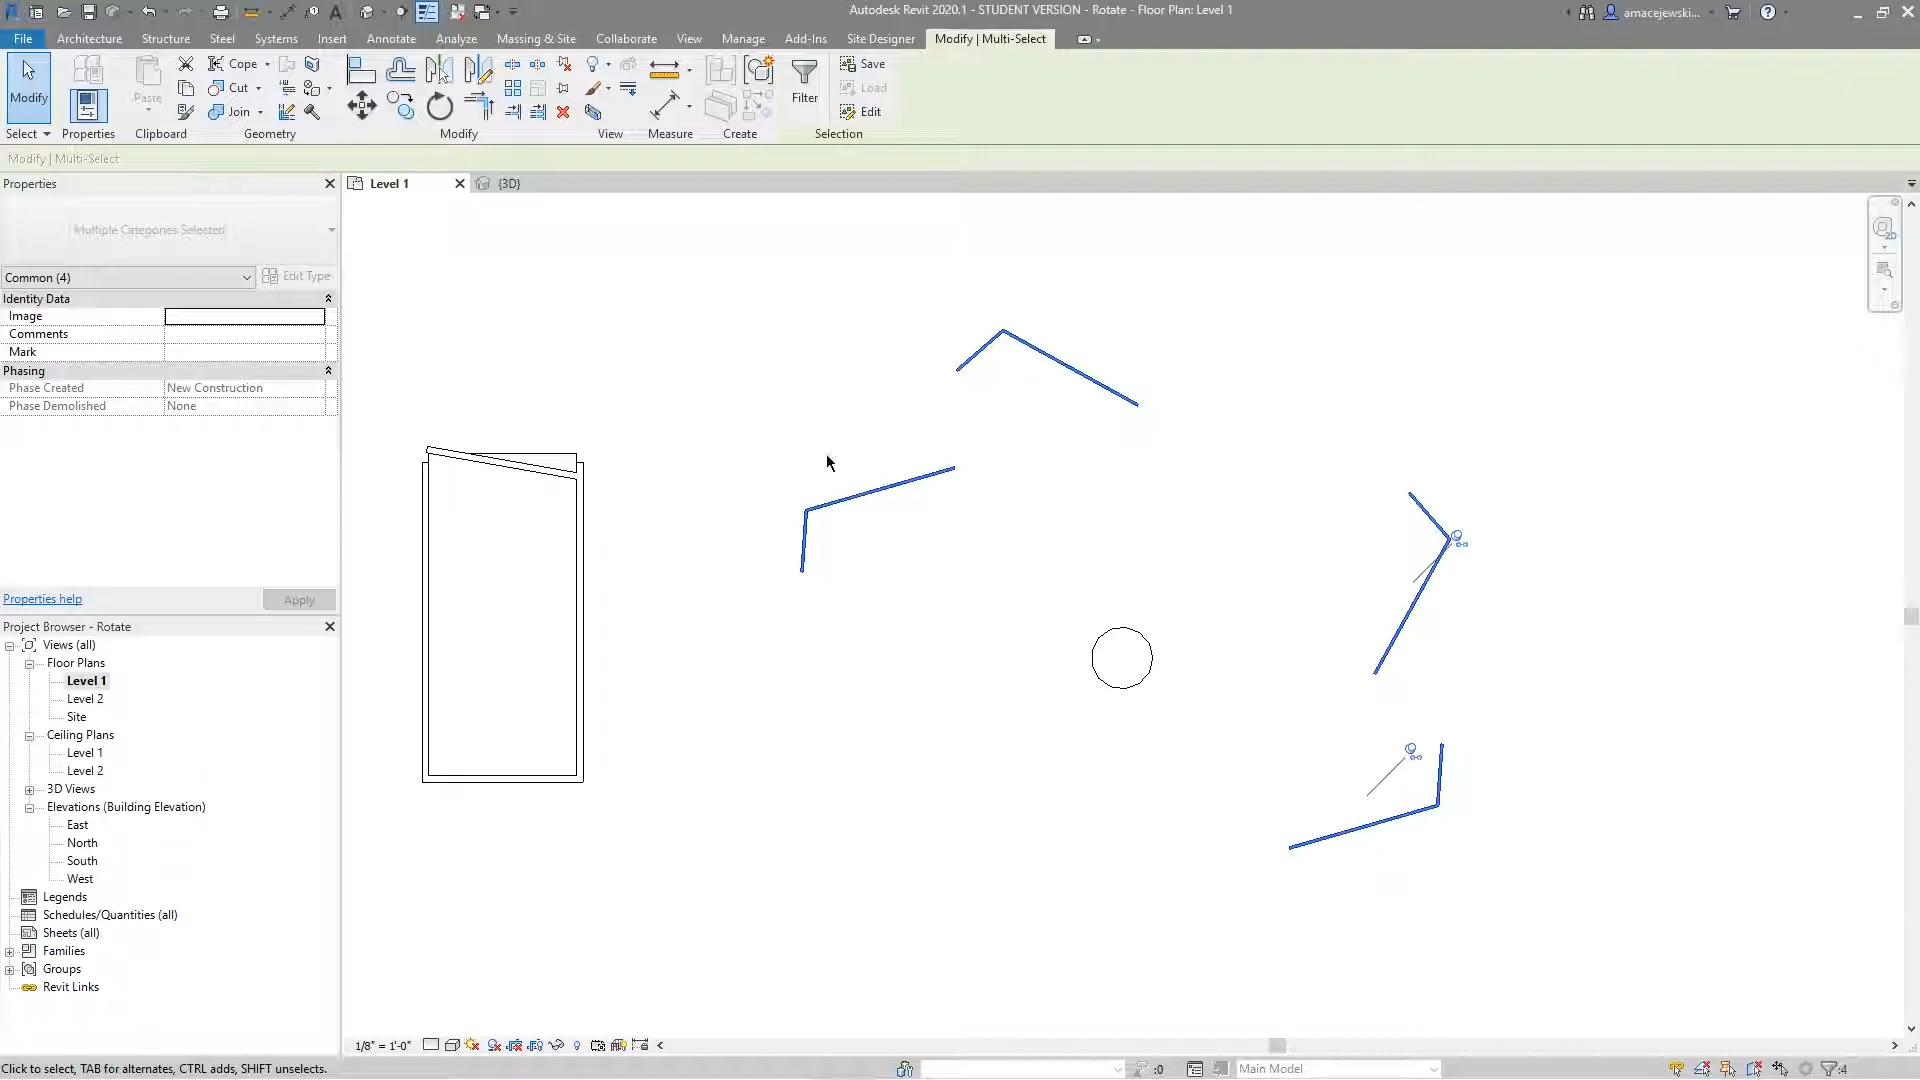 Autodesk Revit 2020.1 - STUDENT VERSION - Rotate - Floor Plan: Level 1
amacejewski...
File Architecture Structure Steel Systems Insert Annotate Analyze Massing & Site Collaborate View Manage Add-Ins Site Designer Modify | Multi-Select
Modify
Paste
Cope
Cut
Join
Filter
Save
Load
Edit
Select Properties Clipboard Geometry Modify View Measure Create Selection
Modify | Multi-Select
Properties
Level 1 {3D}
Multiple Categories Selected
Common (4) Edit Type
Identity Data
Image
Comments
Mark
Phasing
Phase Created New Construction
Phase Demolished None
Properties help Apply
Project Browser - Rotate
Views (all)
Floor Plans
Level 1
Level 2
Site
Ceiling Plans
Level 1
Level 2
3D Views
Elevations (Building Elevation)
East
North
South
West
Legends
Schedules/Quantities (all)
Sheets (all)
Families
Groups
Revit Links
2D
1/8" = 1'-0"
Click to select, TAB for alternates, CTRL adds, SHIFT unselects.
:0
Main Model
:4